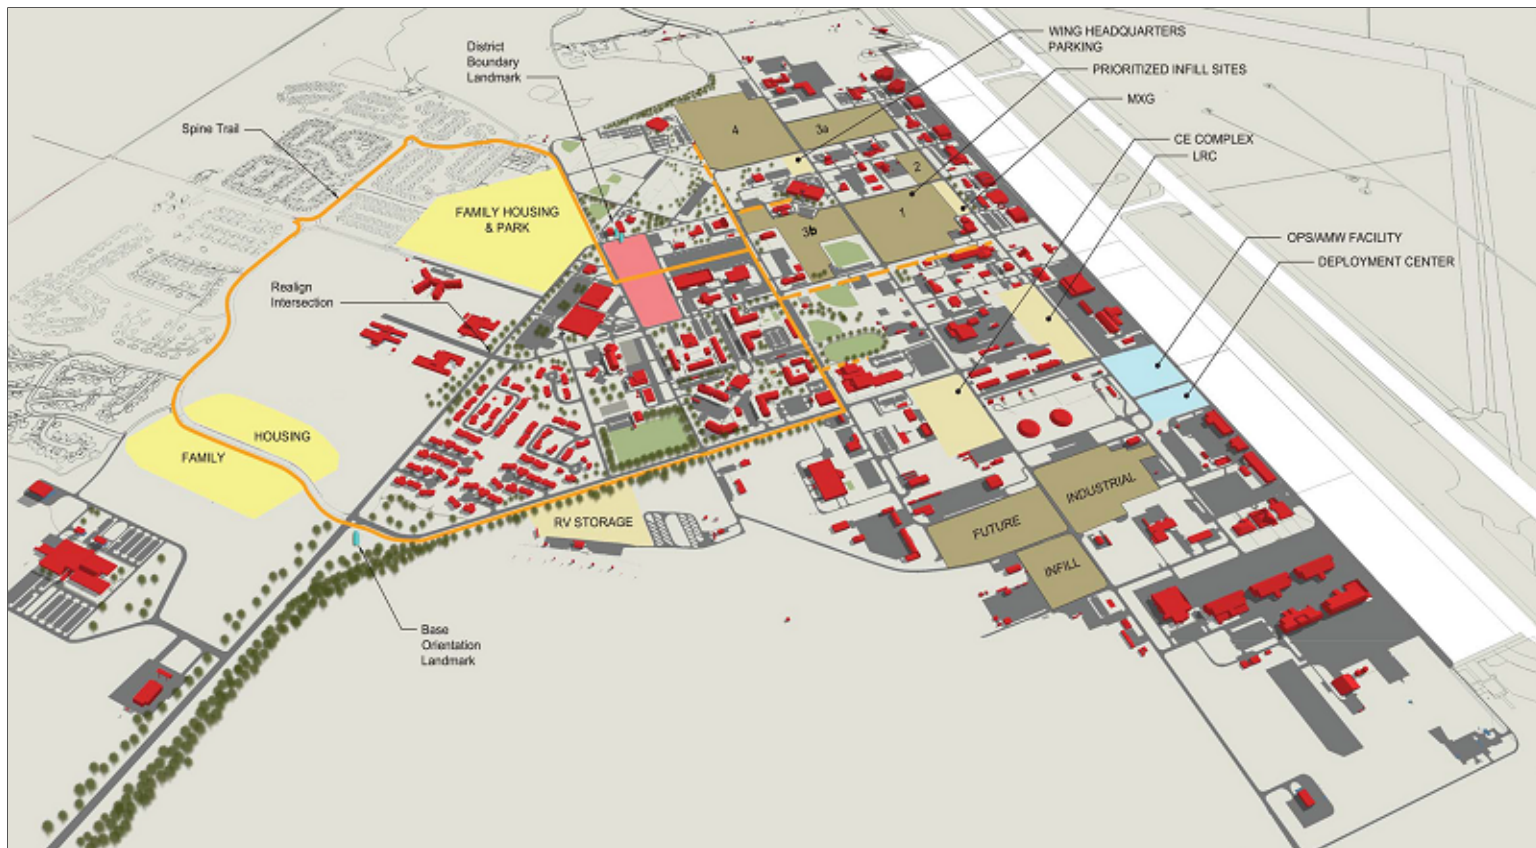 WING HEADQUARTERS
PARKING
District
Boundary
Landmark
PRIORITIZED INFILL SITES
MXG
Spine Trail
4
3a
CE COMPLEX
LRC
2
FAMILY HOUSING
& PARK
1
3b
OPS/AMW FACILITY
DEPLOYMENT CENTER
Realign
Intersection
HOUSING
FAMILY
INDUSTRIAL
RV STORAGE
FUTURE
INFILL
Base
Orientation
Landmark